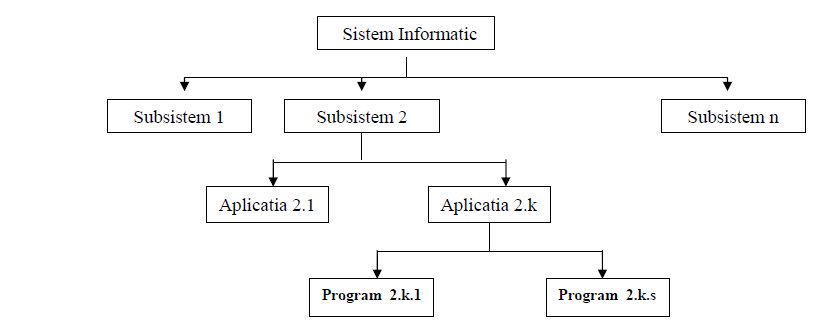 Sistem Informatic
Subsistem 1
Subsistem 2
Subsistem n
Aplicatia 2.1
Aplicatia 2.k
Program 2.k.1
Program 2.k.s